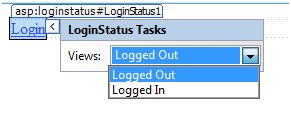 asp:loginstatus#LoginStatus1
Login < LoginStatus Tasks
Views: Logged Out
Logged Out
Logged In